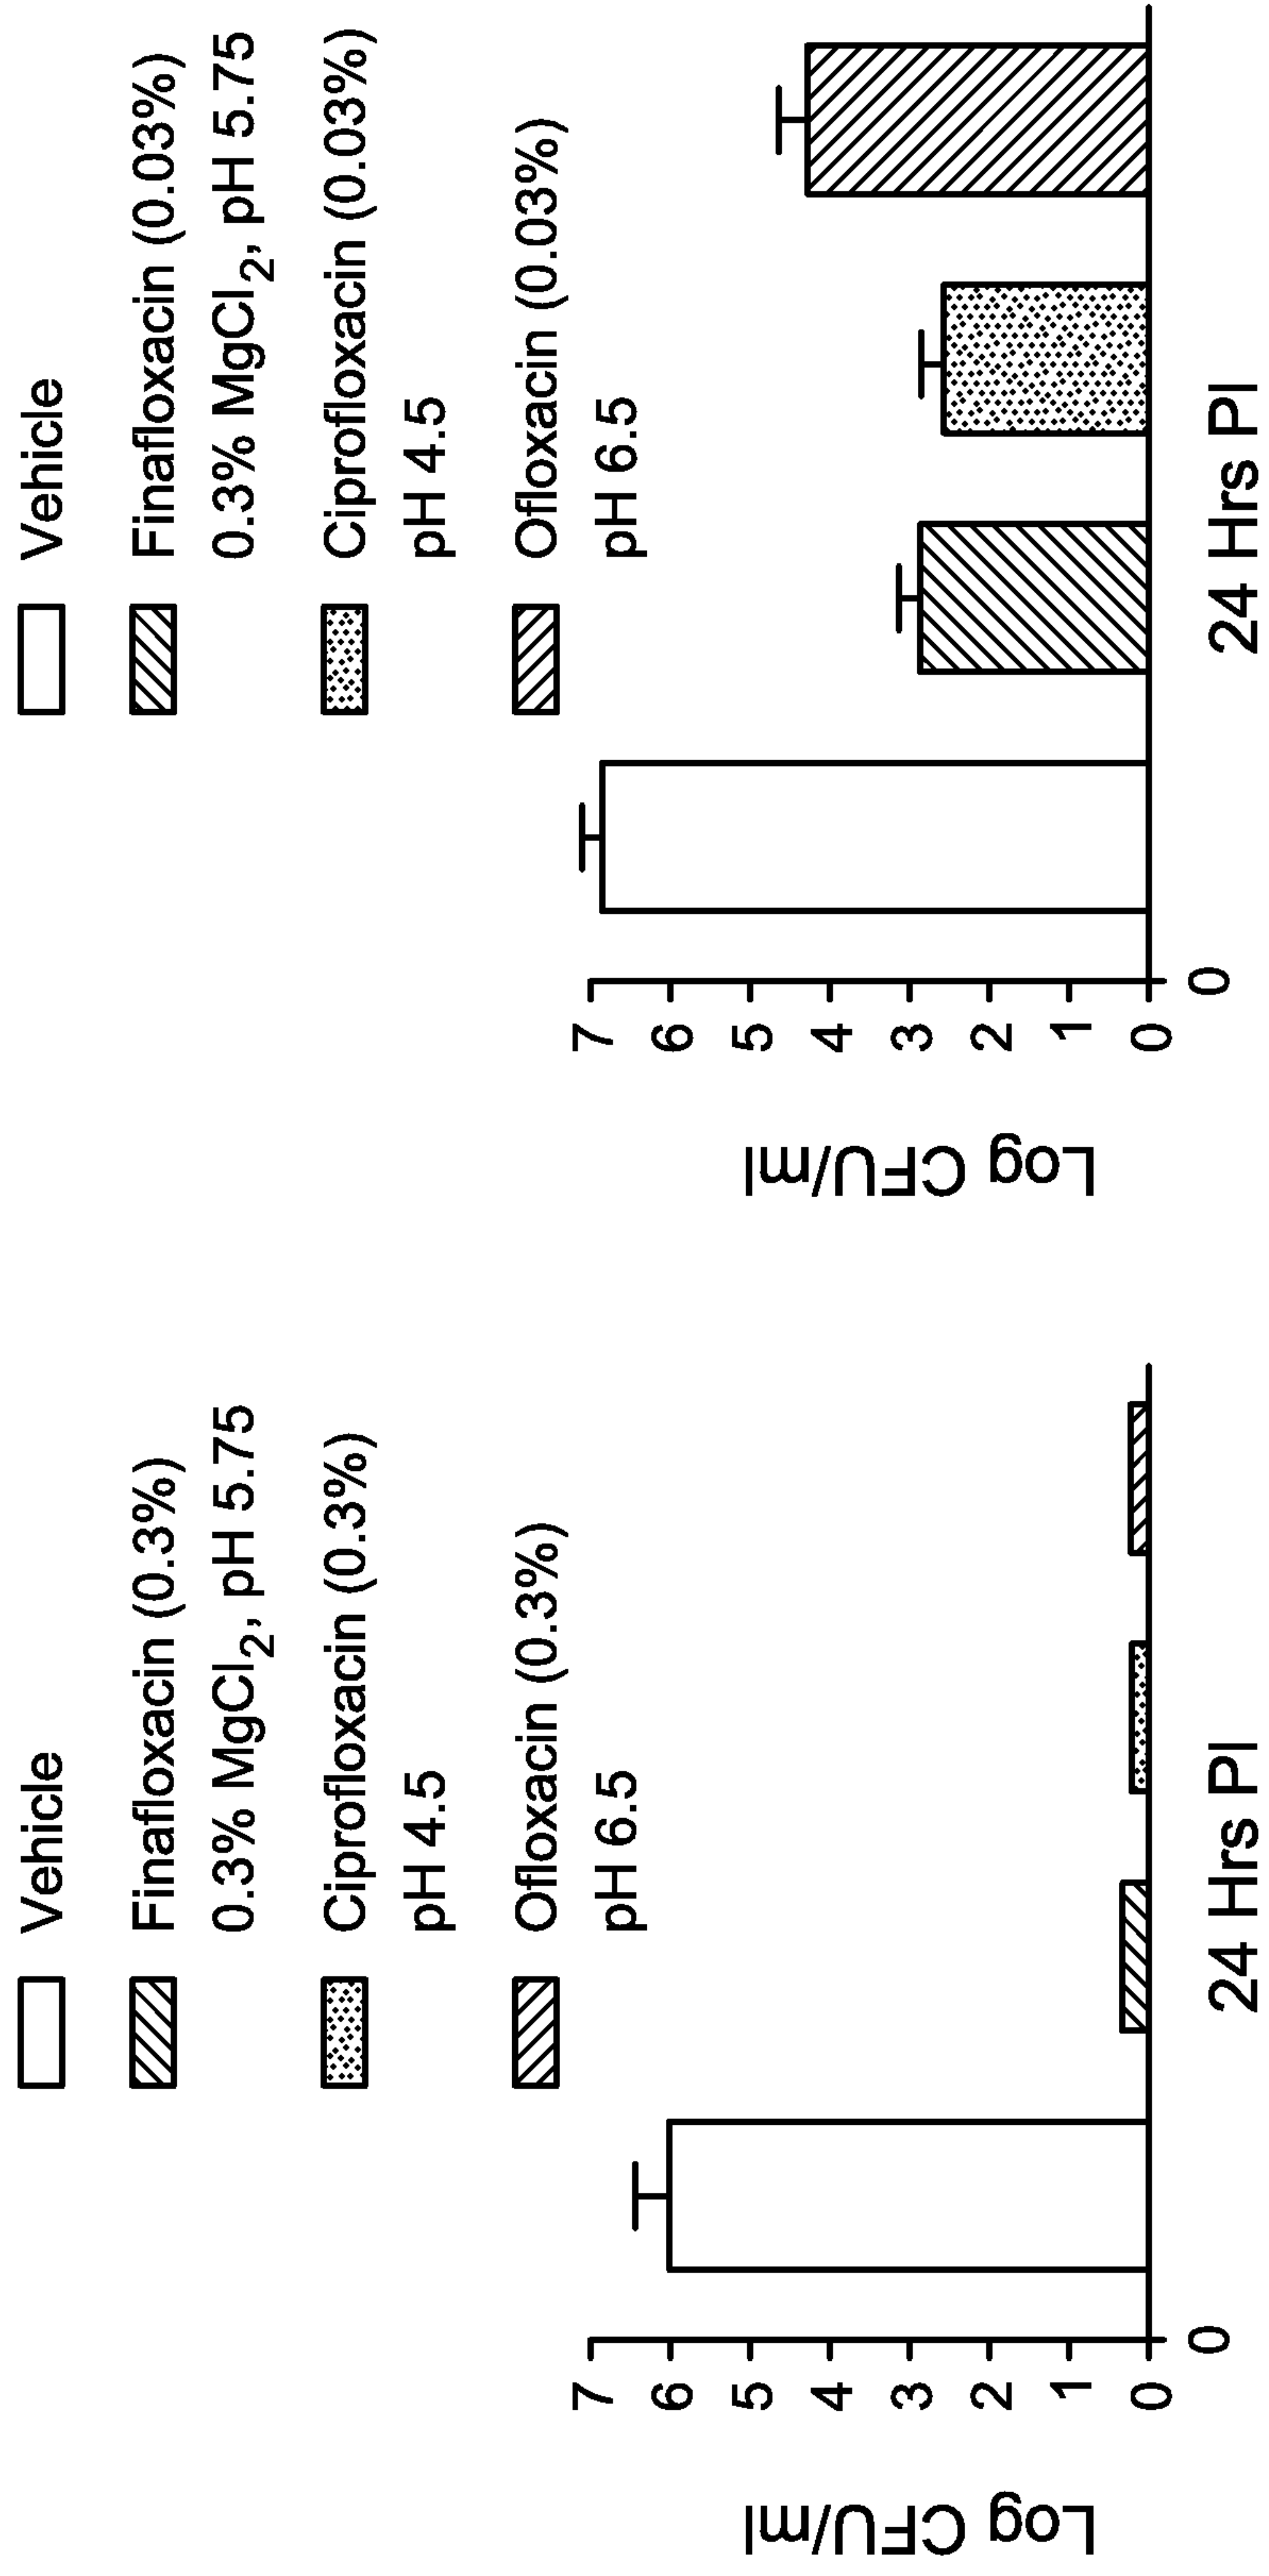 Vehicle
Finafloxacin (0.3%)
0.3% MgCl₂, pH 5.75
Ciprofloxacin (0.3%)
pH 4.5
Ofloxacin (0.3%)
pH 6.5
Log CFU/ml
7
6
5
4
3
2
1
0
0
24 Hrs PI
Vehicle
Finafloxacin (0.03%)
0.3% MgCl₂, pH 5.75
Ciprofloxacin (0.03%)
pH 4.5
Ofloxacin (0.03%)
pH 6.5
Log CFU/ml
7
6
5
4
3
2
1
0
0
24 Hrs PI